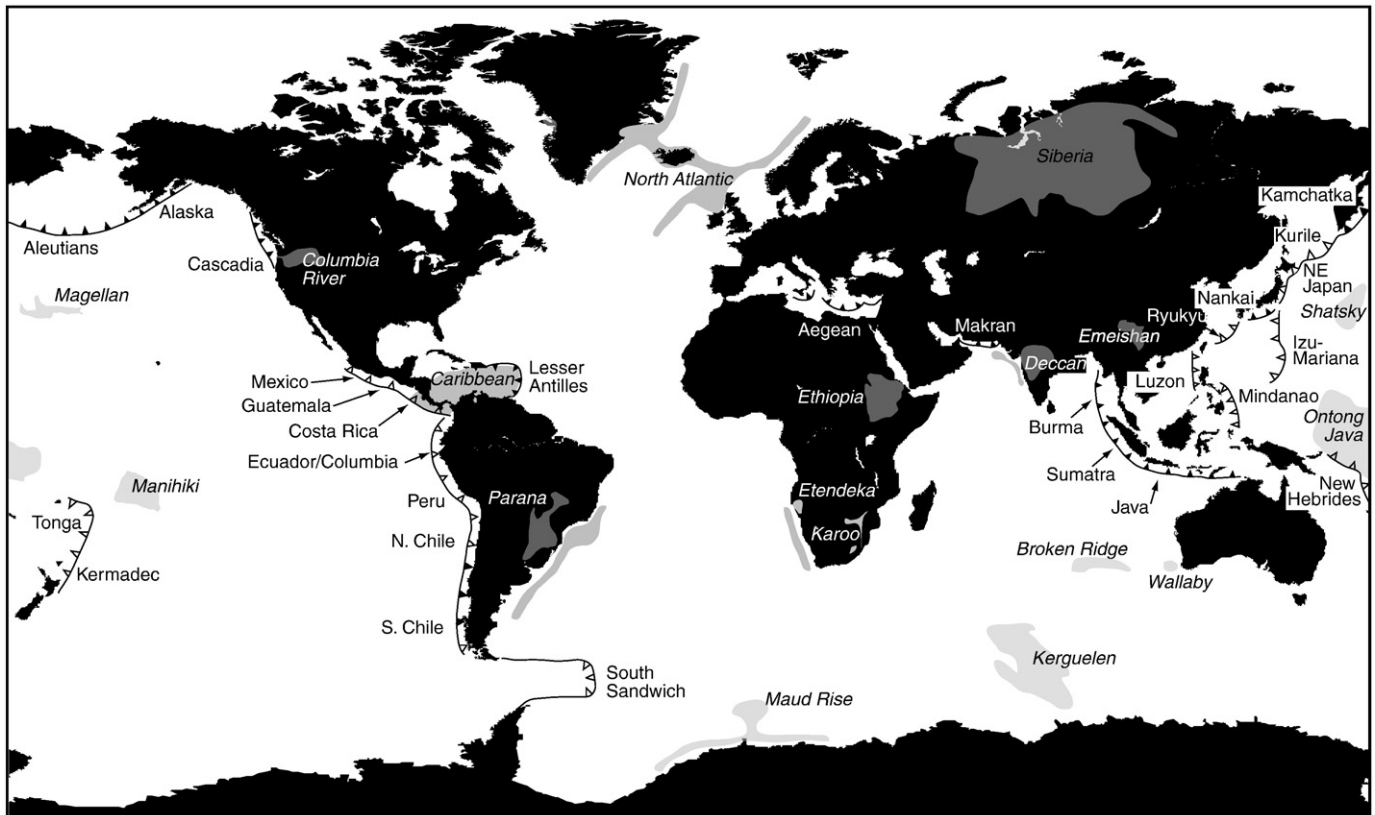 Siberia
North Atlantic
Kamchatka
Alaska
Aleutians
Kurile
Cascadia
Columbia
River
NE
Japan
Magellan
Nankai
Shatsky
Ryukyu
Aegean
Makran
Emeishan
Izu-
Mariana
Deccan
Lesser
Antilles
Caribbean
Mexico
Luzon
Guatemala
Ethiopia
Mindanao
Costa Rica
Burma
Ontong
Java
Ecuador/Columbia
Sumatra
Manihiki
Peru
Parana
Etendeka
Java
New
Hebrides
Tonga
N. Chile
Karoo
Broken Ridge
Kermadec
Wallaby
S. Chile
Kerguelen
South
Sandwich
Maud Rise